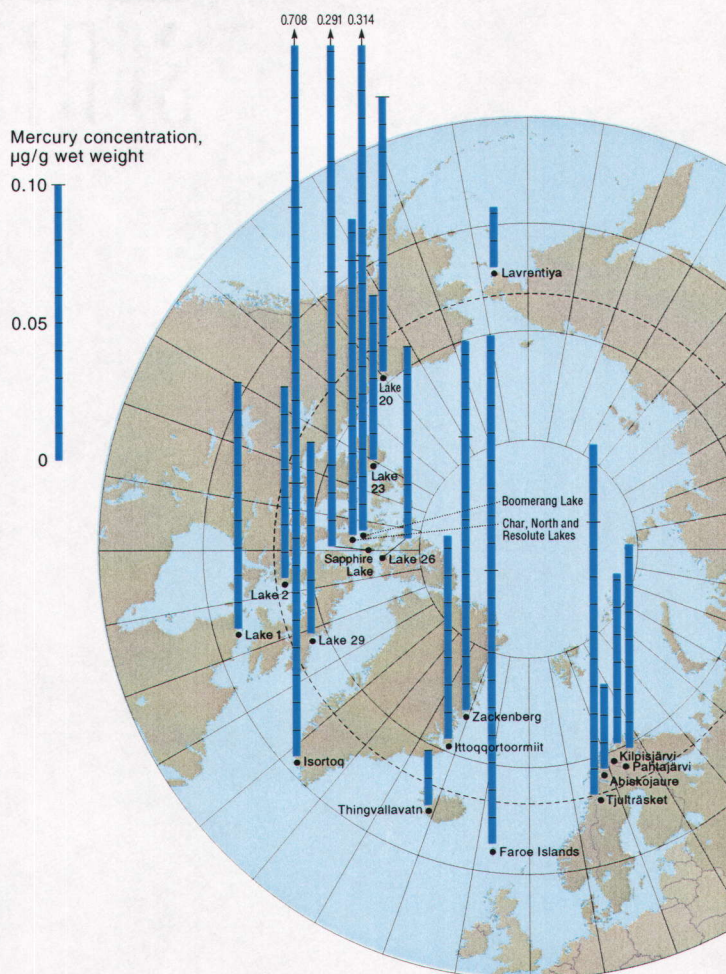 0.708 0.291 0.314
Mercury concentration,
µg/g wet weight
0.10
0.05
0
Lavrentiya
Lake
20
Lake
23
Boomerang Lake
Char, North and
Resolute Lakes
Sapphire
Lake
Lake 26
Lake 2
Lake 1
Lake 29
Zackenberg
Ittoqqortoormiit
Isortoq
Kilpisjärvi
Pahtajärvi
Abiskojaure
Tjulträsket
Thingvallavatn
Faroe Islands